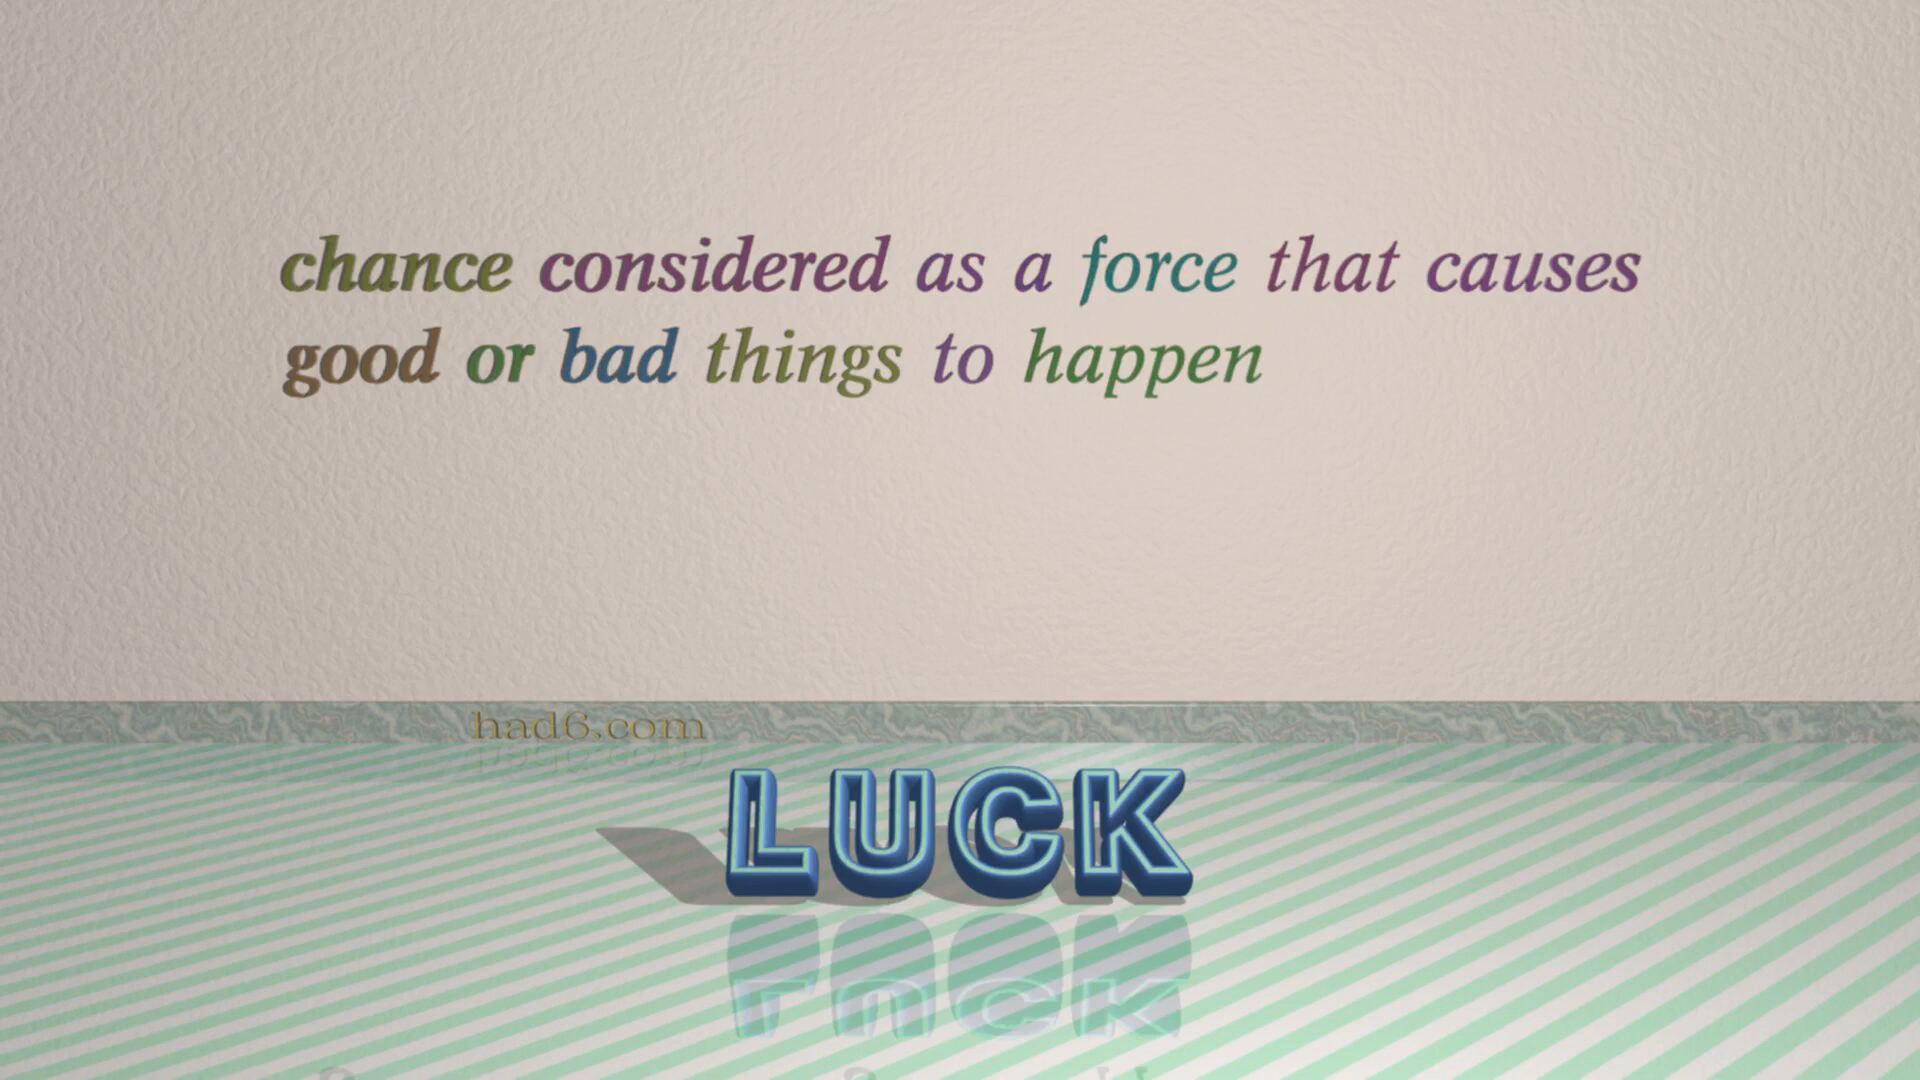 chance considered as a force that causes
good or bad things to happen
had6.com
LUCK